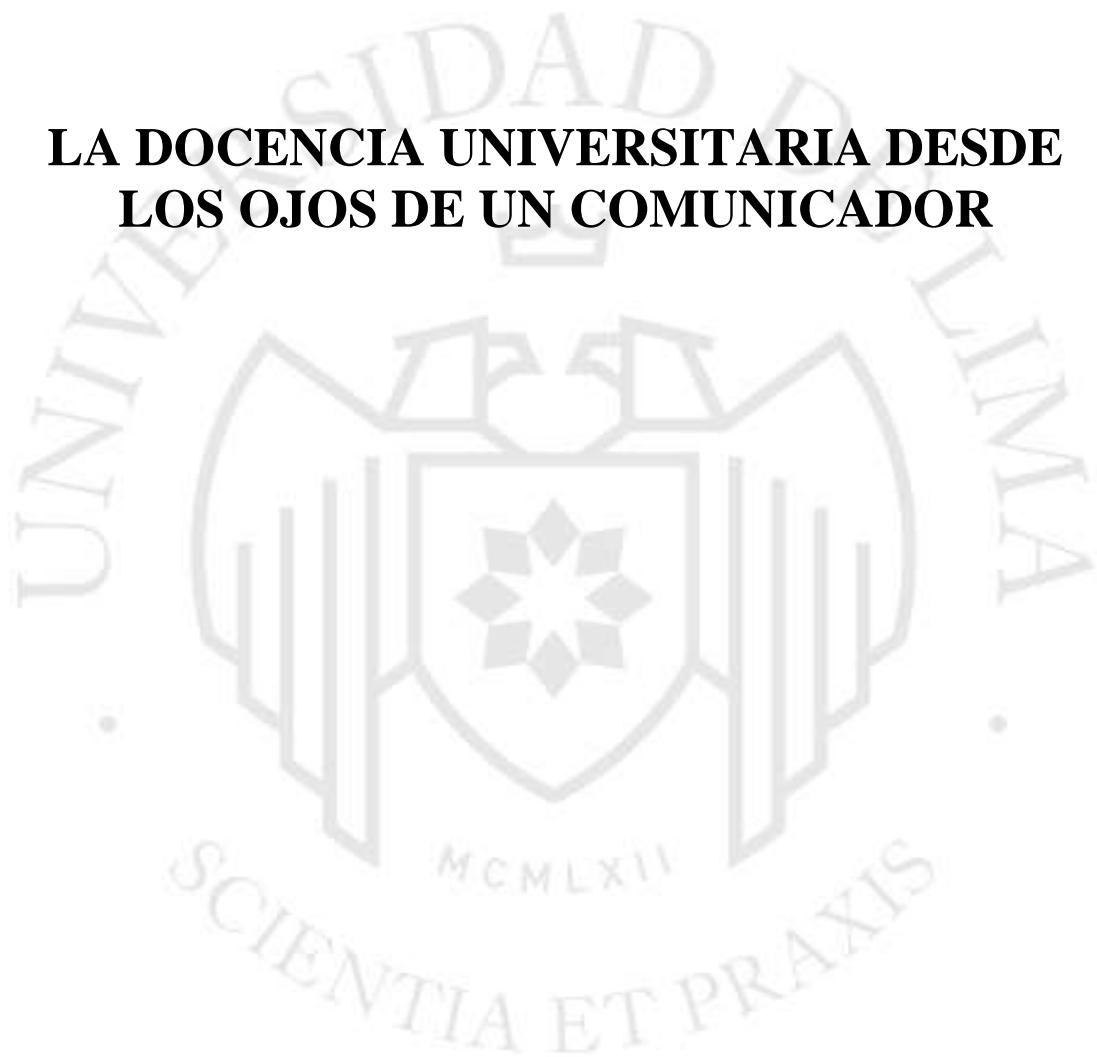 LA DOCENCIA UNIVERSITARIA DESDE
LOS OJOS DE UN COMUNICADOR
UNIVERSIDAD DE LIMA
MCMLXII
SCIENTIA ET PRAXIS